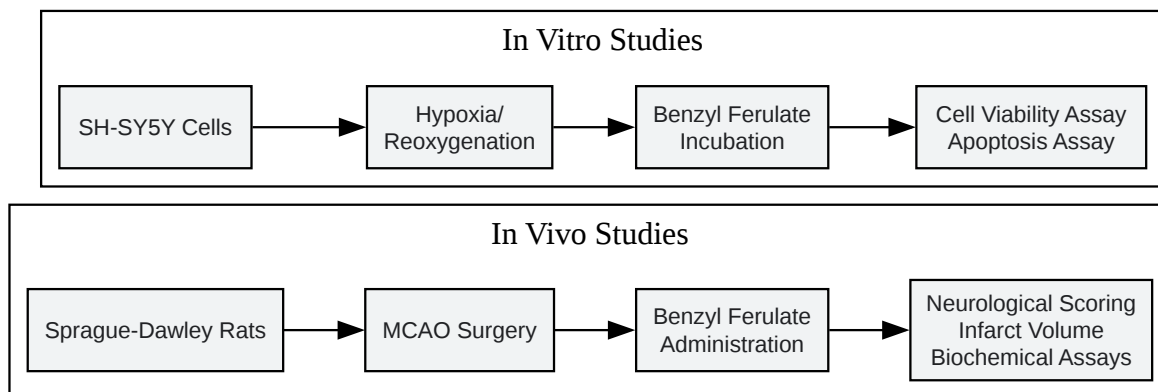 In Vitro Studies
SH-SY5Y Cells
Hypoxia/
Reoxygenation
Benzyl Ferulate
Incubation
Cell Viability Assay
Apoptosis Assay
In Vivo Studies
Sprague-Dawley Rats
MCAO Surgery
Benzyl Ferulate
Administration
Neurological Scoring
Infarct Volume
Biochemical Assays